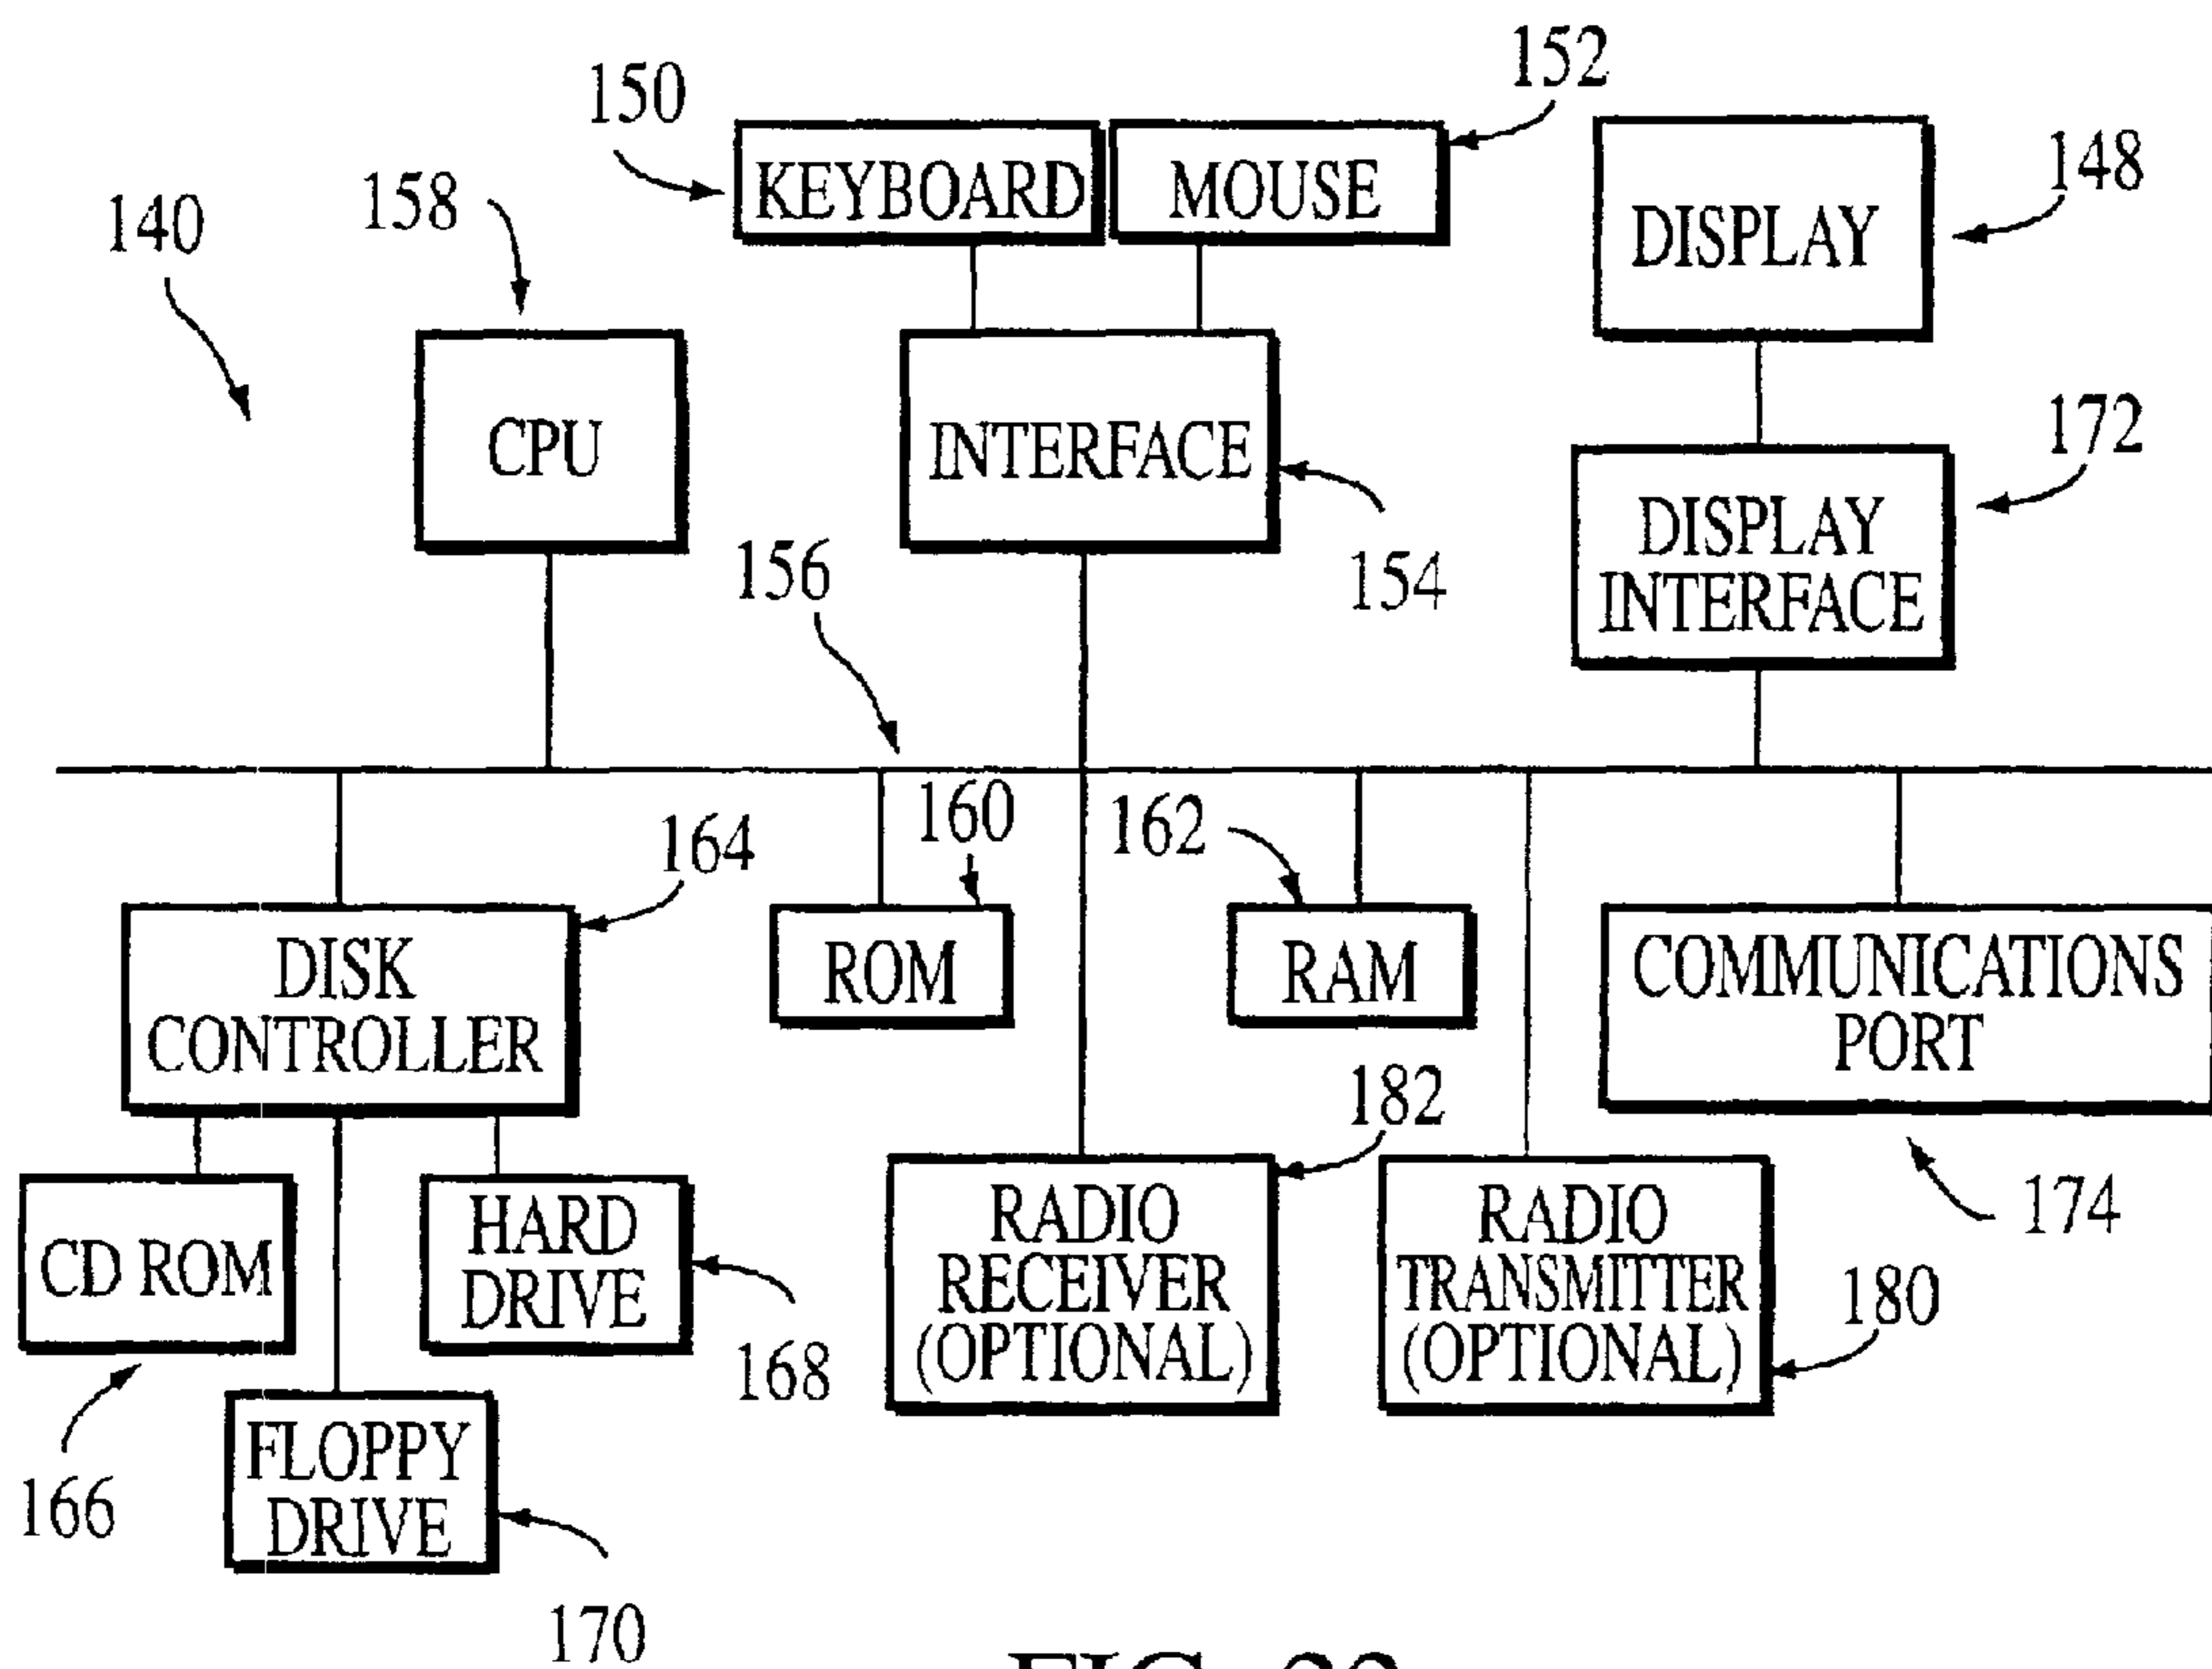 152
150
KEYBOARD
MOUSE
148
158
DISPLAY
140
172
CPU
INTERFACE
DISPLAY
INTERFACE
156
154
160
162
164
DISK
CONTROLLER
ROM
RAM
COMMUNICATIONS
PORT
182
174
CD ROM
HARD
DRIVE
RADIO
RECEIVER
(OPTIONAL)
RADIO
TRANSMITTER
(OPTIONAL)
180
168
166
FLOPPY
DRIVE
170
FIG.